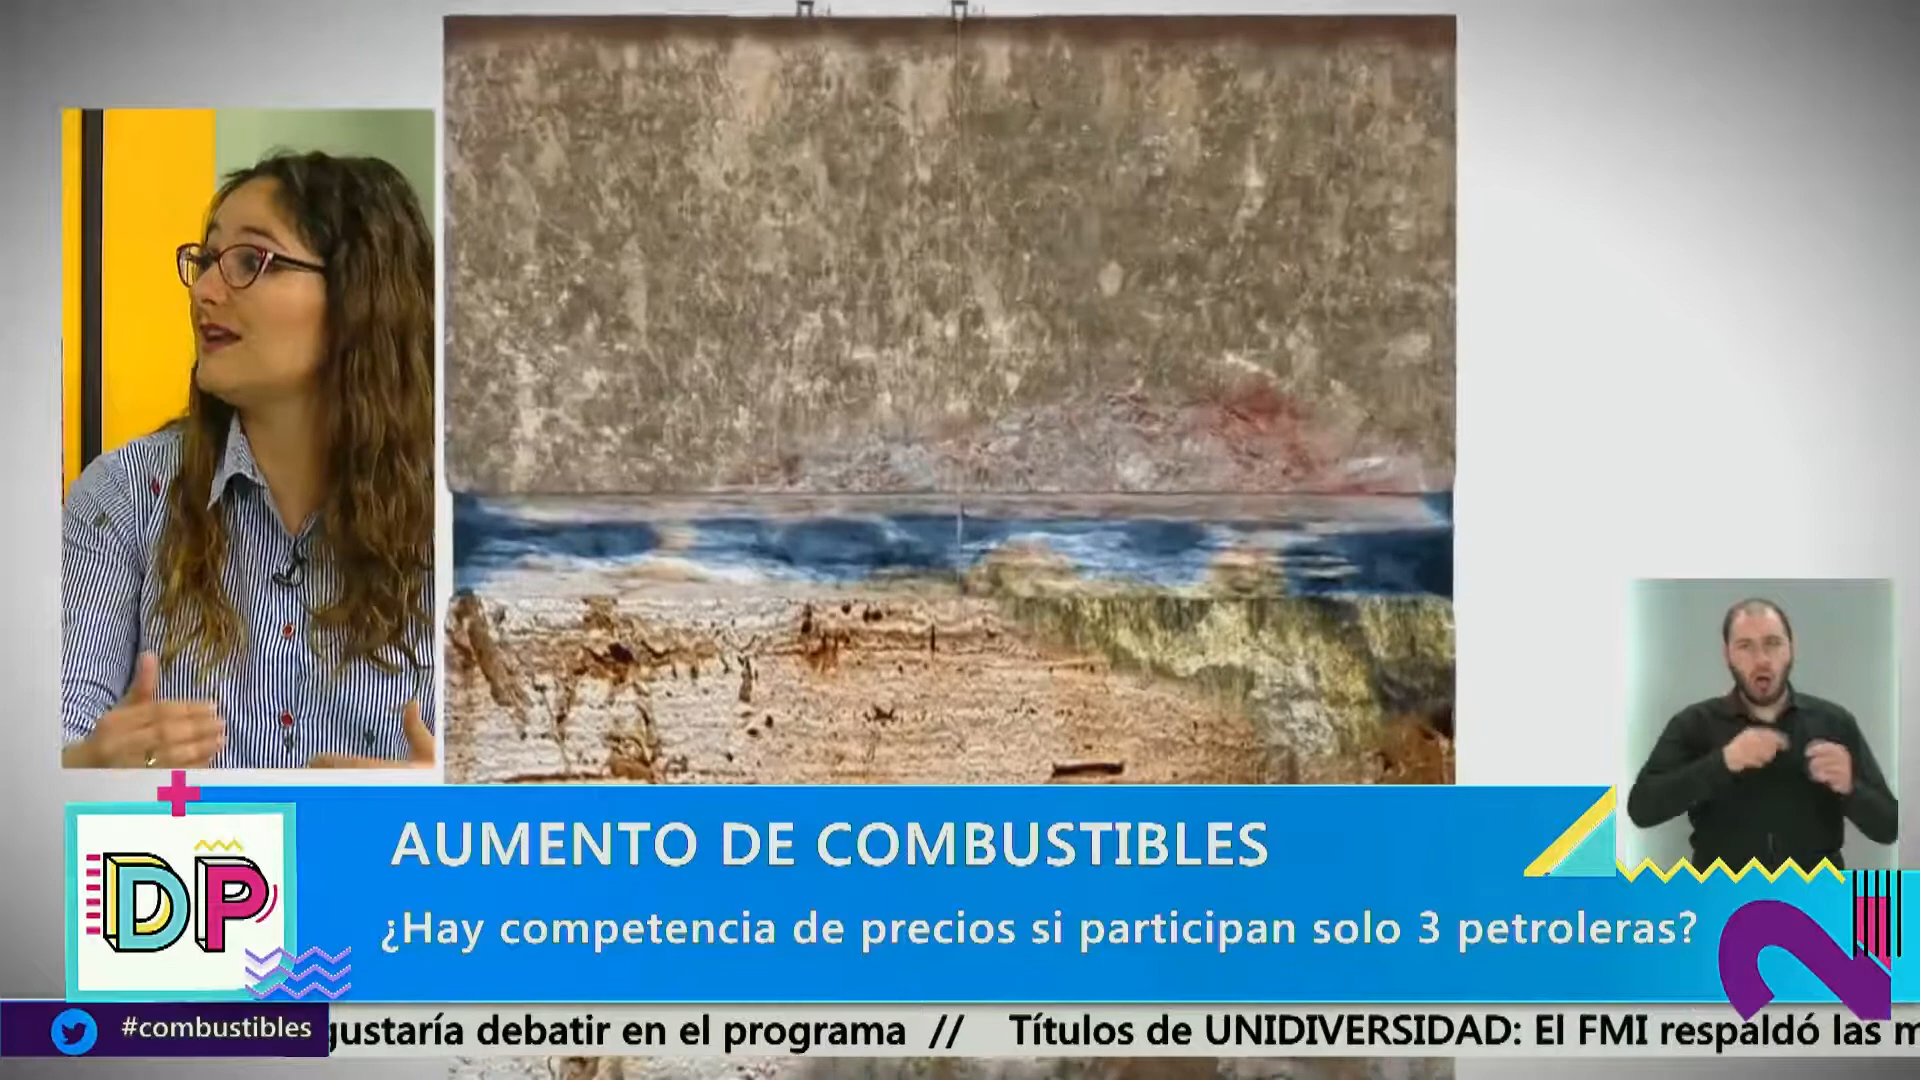 DP
AUMENTO DE COMBUSTIBLES
¿Hay competencia de precios si participan solo 3 petroleras?
#combustibles
gustaría debatir en el programa // Títulos de UNIDIVERSIDAD: El FMI respaldó las m